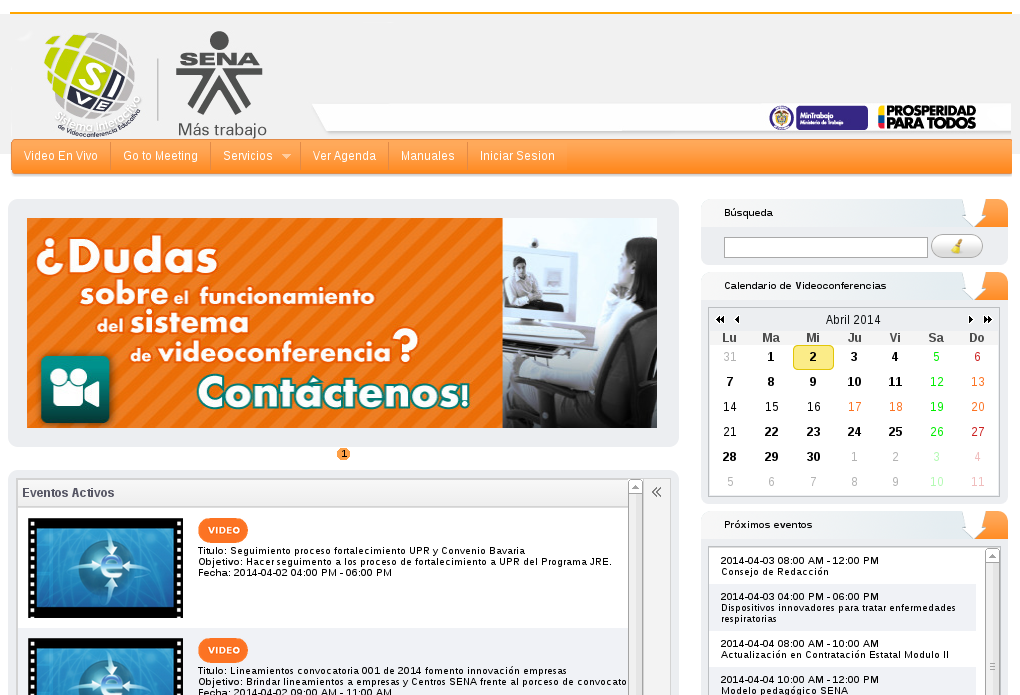 SIVE
Sistema Interactivo
de Videoconferencia Educativa
SENA
Más trabajo
MinTrabajo
Ministerio de Trabajo
PROSPERIDAD
PARA TODOS
Video En Vivo
Go to Meeting
Servicios
Ver Agenda
Manuales
Iniciar Sesion
¿Dudas
sobre el funcionamiento
del sistema
de videoconferencia?
Contáctenos!
1
Eventos Activos
VIDEO
Titulo: Seguimiento proceso fortalecimiento UPR y Convenio Bavaria
Objetivo: Hacer seguimento a los proceso de fortalecimiento a UPR del Programa JRE.
Fecha: 2014-04-02 04:00 PM - 06:00 PM
VIDEO
Titulo: Lineamientos convocatoria 001 de 2014 fomento innovación empresas
Objetivo: Brindar lineamientos a empresas y Centros SENA frente al porceso de convocato
Fecha: 2014-04-02 09:00 AM - 11:00 AM
Búsqueda
Calendario de Videoconferencias
Abril 2014
Lu Ma Mi Ju Vi Sa Do
31 1 2 3 4 5 6
7 8 9 10 11 12 13
14 15 16 17 18 19 20
21 22 23 24 25 26 27
28 29 30 1 2 3 4
5 6 7 8 9 10 11
Próximos eventos
2014-04-03 08:00 AM - 12:00 PM
Consejo de Redacción
2014-04-03 04:00 PM - 06:00 PM
Dispositivos innovadores para tratar enfermedades
respiratorias
2014-04-04 08:00 AM - 10:00 AM
Actualización en Contratación Estatal Modulo II
2014-04-04 10:00 AM - 12:00 PM
Modelo pedagógico SENA